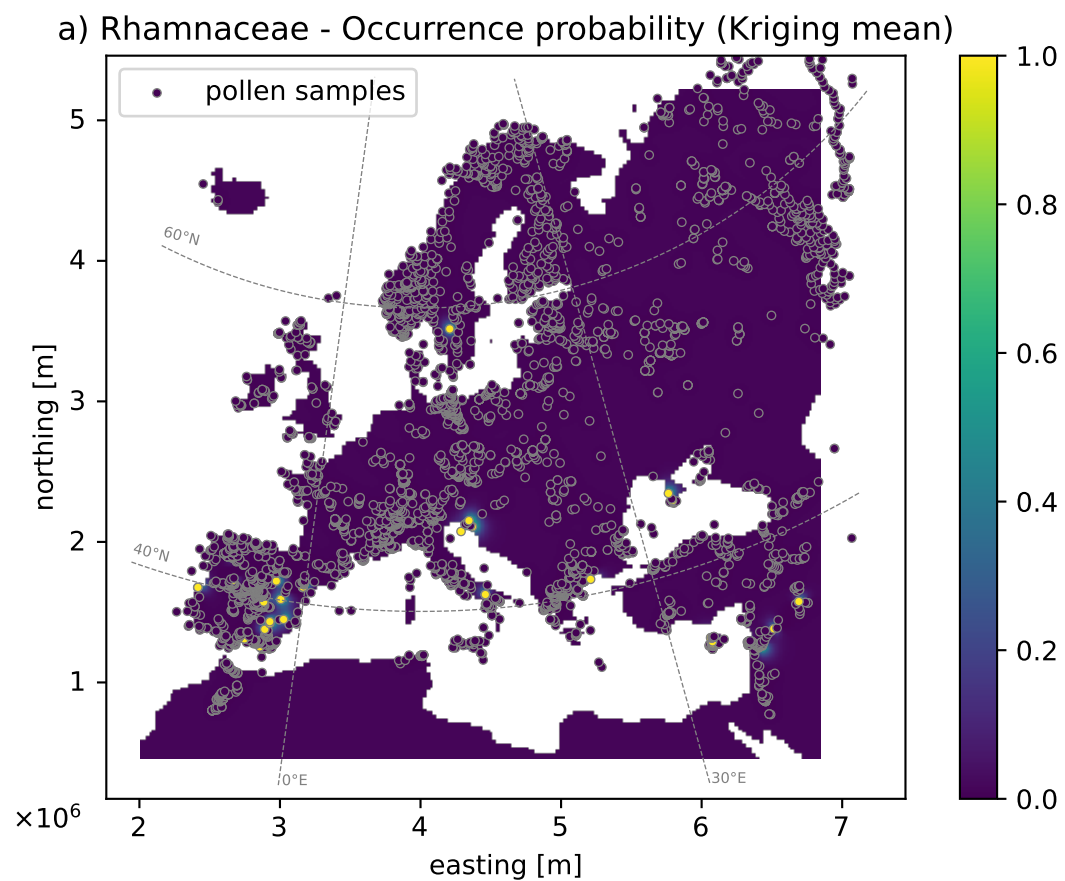 a) Rhamnaceae - Occurrence probability (Kriging mean)
pollen samples
60°N
40°N
0°E
30°E
5
4
3
2
1
northing [m]
×10⁶
2
3
4
5
6
7
easting [m]
1.0
0.8
0.6
0.4
0.2
0.0